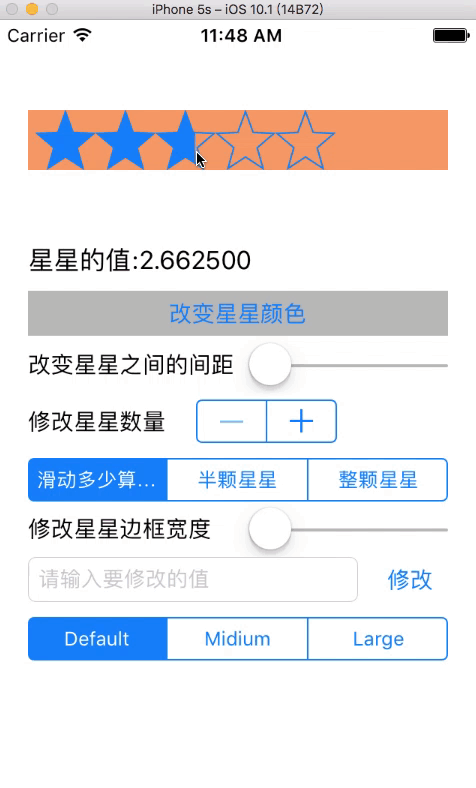 iPhone 5s – iOS 10.1 (14B72)
Carrier 11:48 AM
星星的值:2.662500
改变星星颜色
改变星星之间的间距
修改星星数量
滑动多少算... 半颗星星 整颗星星
修改星星边框宽度
请输入要修改的值 修改
Default Midium Large